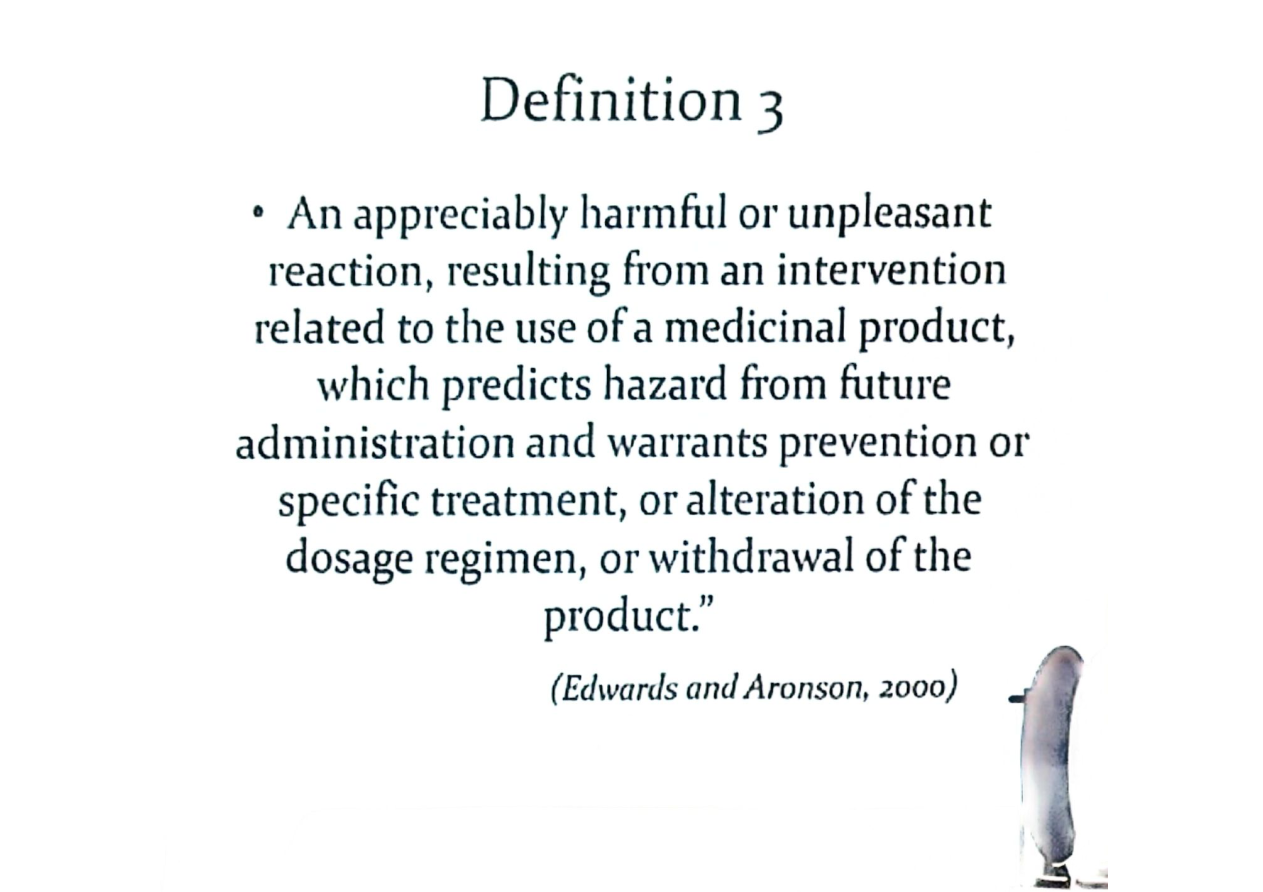 Definition 3
• An appreciably harmful or unpleasant
reaction, resulting from an intervention
related to the use of a medicinal product,
which predicts hazard from future
administration and warrants prevention or
specific treatment, or alteration of the
dosage regimen, or withdrawal of the
product.”
(Edwards and Aronson, 2000)